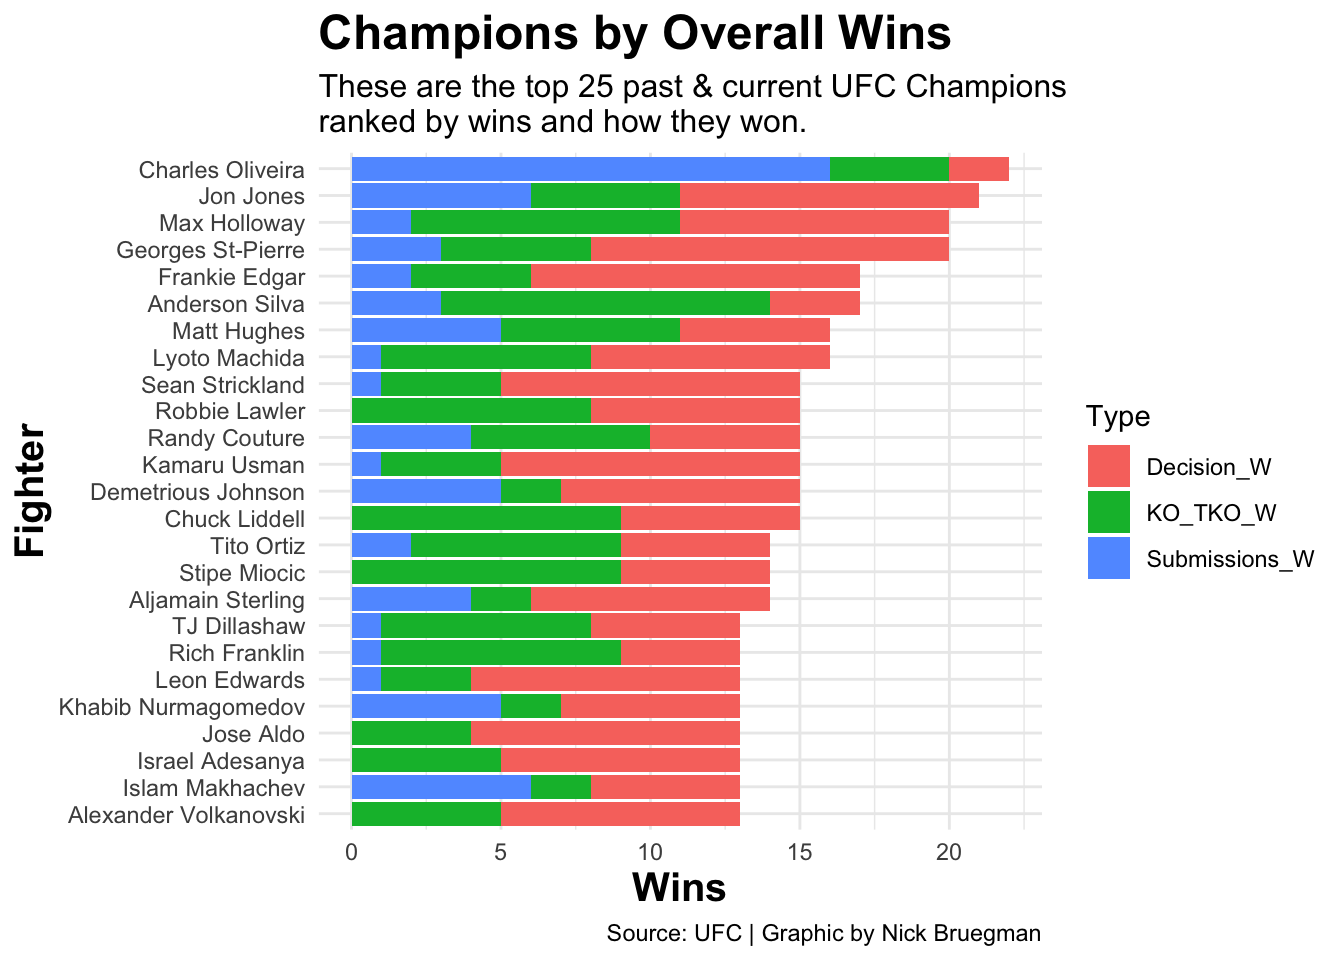 Champions by Overall Wins
These are the top 25 past & current UFC Champions
ranked by wins and how they won.
Fighter
Charles Oliveira
Jon Jones
Max Holloway
Georges St-Pierre
Frankie Edgar
Anderson Silva
Matt Hughes
Lyoto Machida
Sean Strickland
Robbie Lawler
Randy Couture
Kamaru Usman
Demetrious Johnson
Chuck Liddell
Tito Ortiz
Stipe Miocic
Aljamain Sterling
TJ Dillashaw
Rich Franklin
Leon Edwards
Khabib Nurmagomedov
Jose Aldo
Israel Adesanya
Islam Makhachev
Alexander Volkanovski
0 5 10 15 20
Wins
Type
Decision_W
KO_TKO_W
Submissions_W
Source: UFC | Graphic by Nick Bruegman